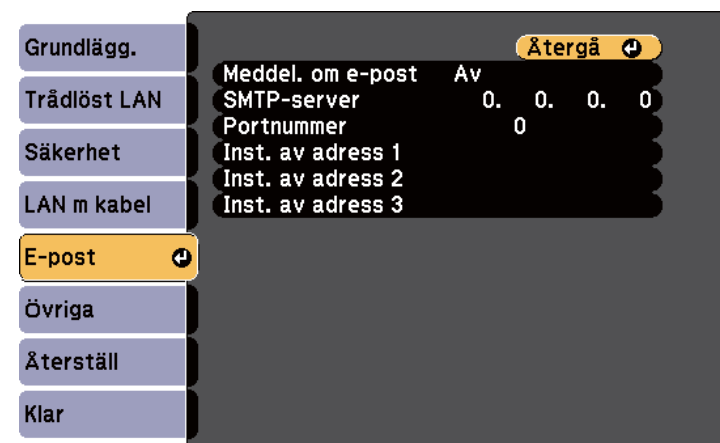 Grundlägg.
Trådlöst LAN
Säkerhet
LAN m kabel
E-post
Övriga
Återställ
Klar
Återgå
Meddel. om e-post Av
SMTP-server 0. 0. 0. 0
Portnummer 0
Inst. av adress 1
Inst. av adress 2
Inst. av adress 3